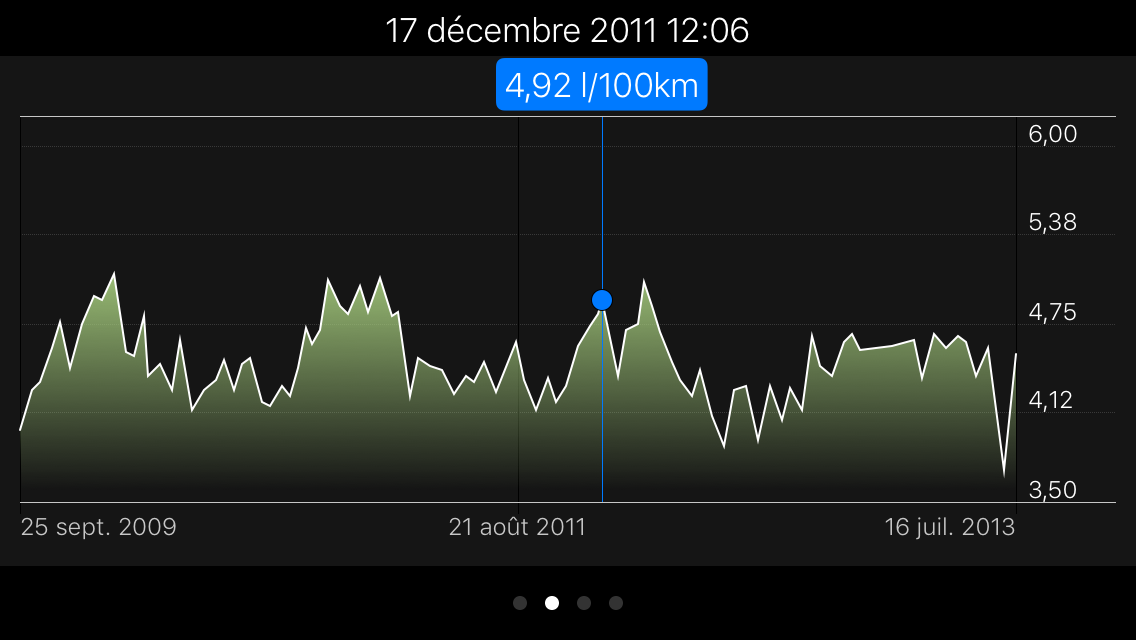 17 décembre 2011 12:06
4,92 l/100km
6,00
5,38
4,75
4,12
3,50
25 sept. 2009
21 août 2011
16 juil. 2013